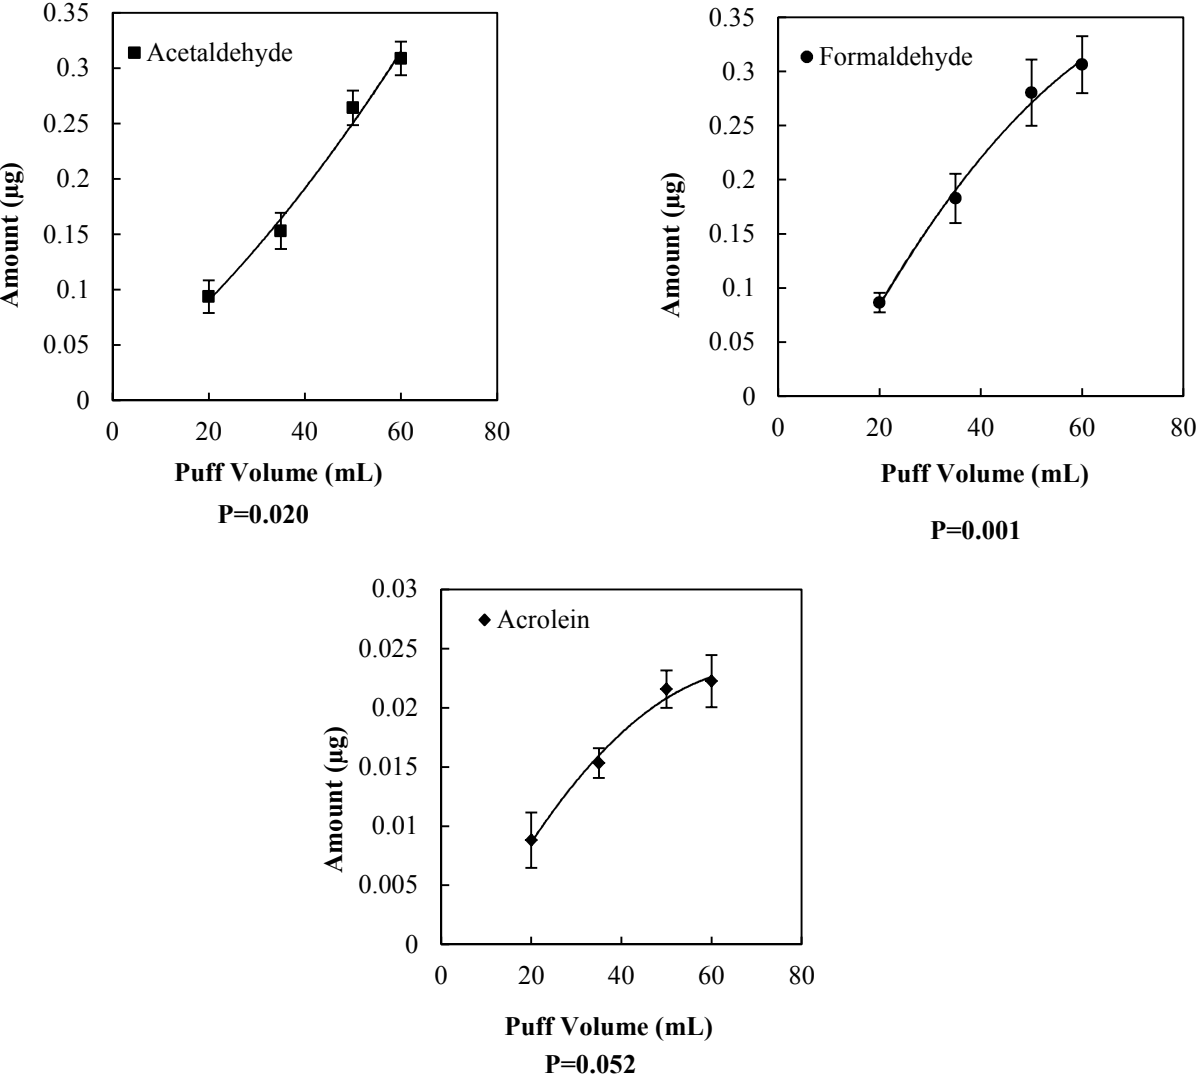 0.35
0.3
0.25
0.2
0.15
0.1
0.05
0
Acetaldehyde
Amount (µg)
0 20 40 60 80
Puff Volume (mL)
P=0.020
0.35
0.3
0.25
0.2
0.15
0.1
0.05
0
Formaldehyde
Amount (µg)
0 20 40 60 80
Puff Volume (mL)
P=0.001
0.03
0.025
0.02
0.015
0.01
0.005
0
Acrolein
Amount (µg)
0 20 40 60 80
Puff Volume (mL)
P=0.052